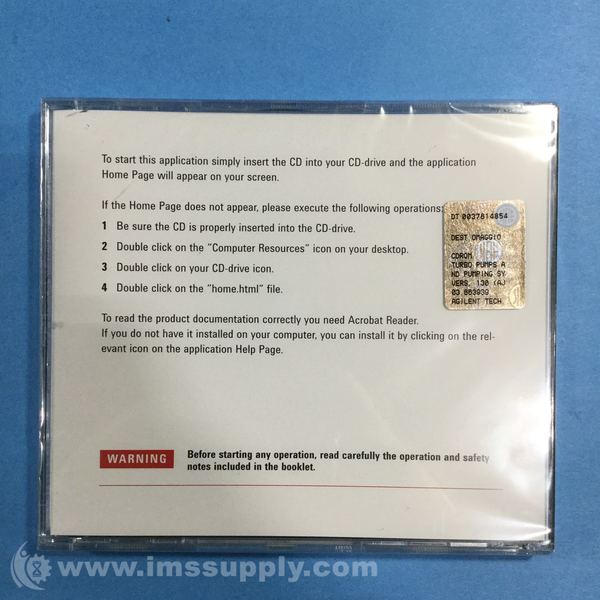 To start this application simply insert the CD into your CD-drive and the application
Home Page will appear on your screen.
If the Home Page does not appear, please execute the following operations:
1 Be sure the CD is properly inserted into the CD-drive.
2 Double click on the "Computer Resources" icon on your desktop.
3 Double click on your CD-drive icon.
4 Double click on the "home.html" file.
To read the product documentation correctly you need Acrobat Reader.
If you do not have it installed on your computer, you can install it by clicking on the rel-
evant icon on the application Help Page.
DT 0037814854
DEST OMAGGIO
CDROM
TURBO PUMPS A
ND PUMPING SY
VERS. 130 (AJ
03.663939
AGILENT TECH
WARNING
Before starting any operation, read carefully the operation and safety
notes included in the booklet.
www.imssupply.com